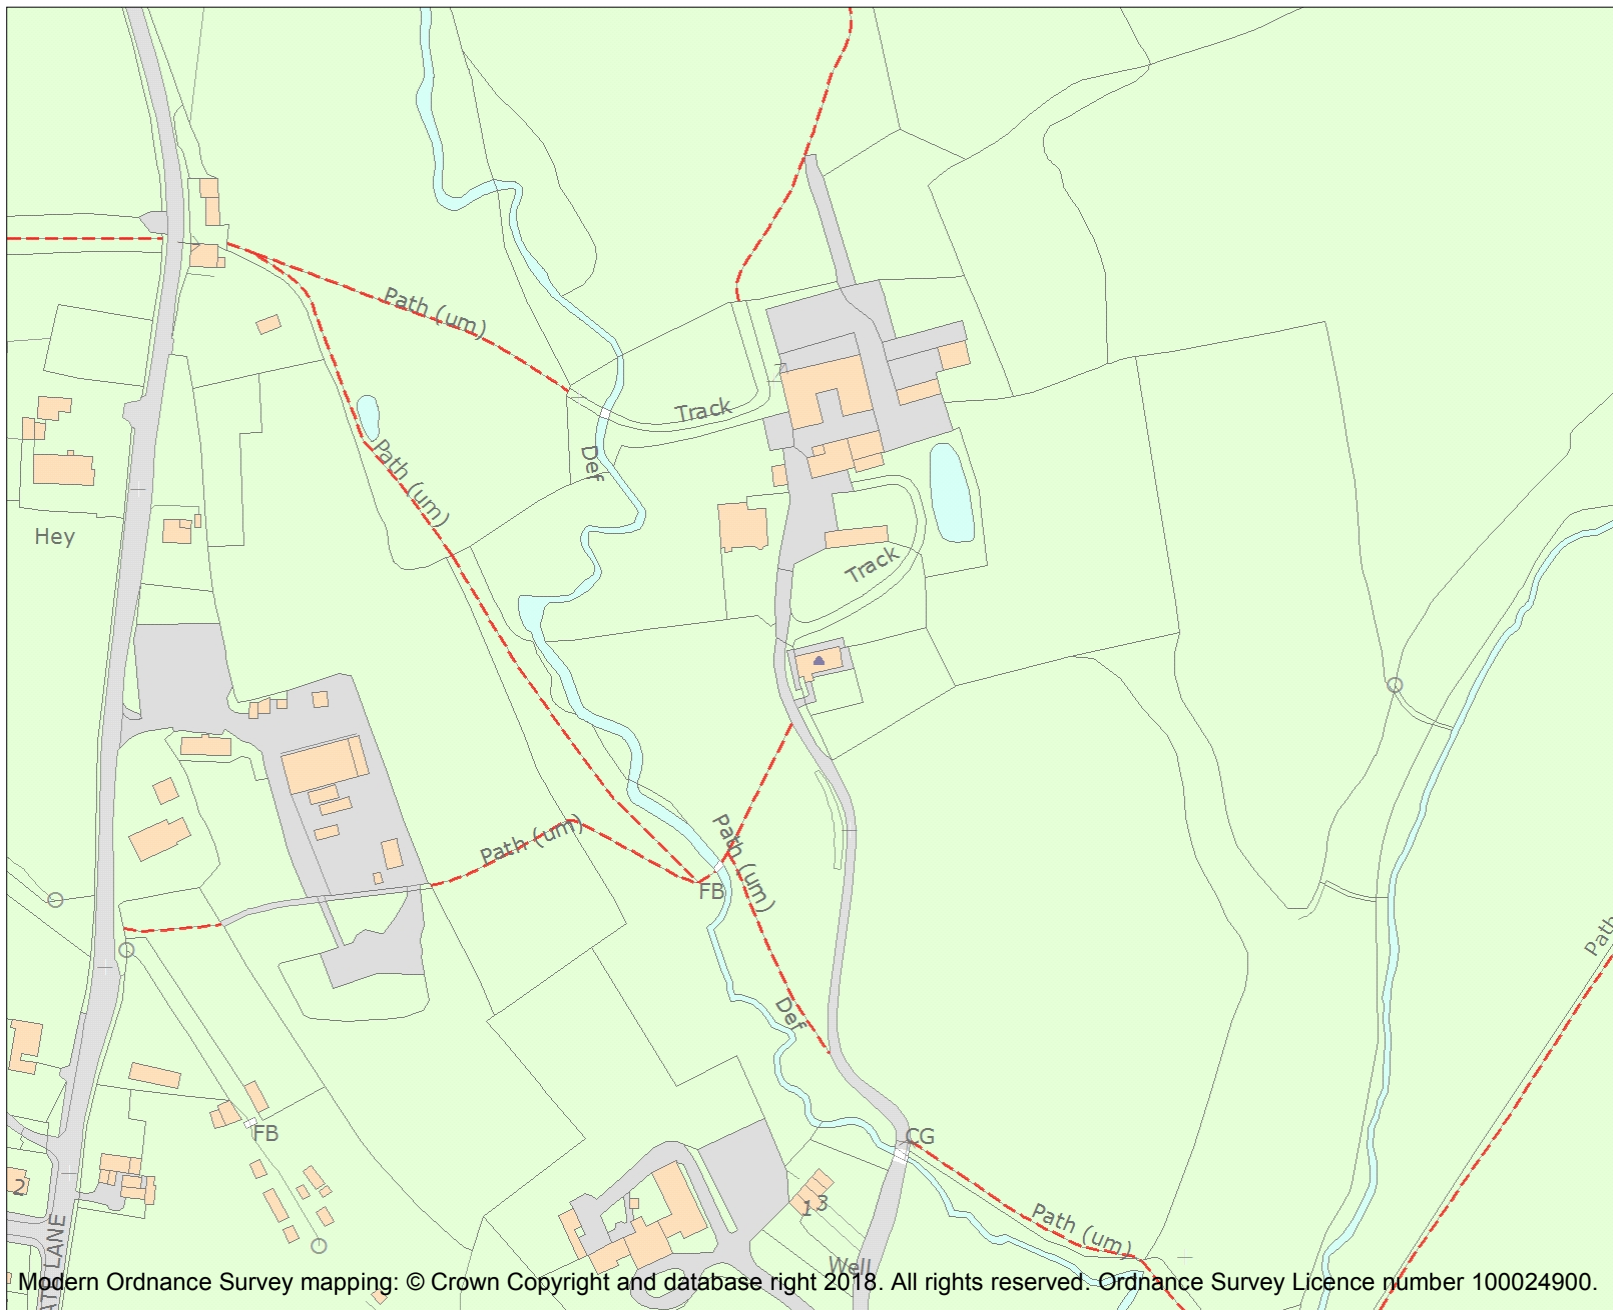 Path (um)
Track
Def
Path (um)
Hey
Track
Path (um)
Path (um)
FB
Path
Def
FB
CG
2
13
Path (um)
LANE
Well
Modern Ordnance Survey mapping: © Crown Copyright and database right 2018. All rights reserved. Ordnance Survey Licence number 100024900.